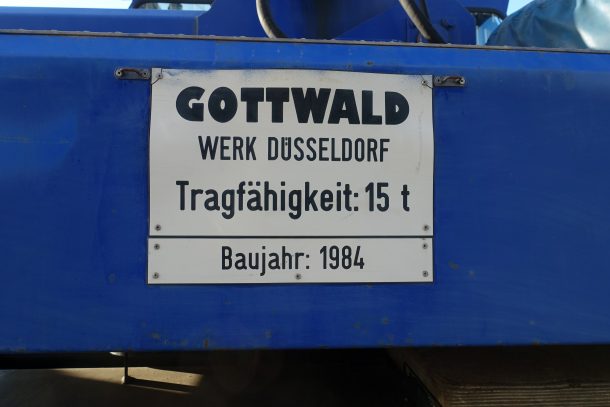 GOTTWALD
WERK DÜSSELDORF
Tragfähigkeit: 15 t
Baujahr: 1984